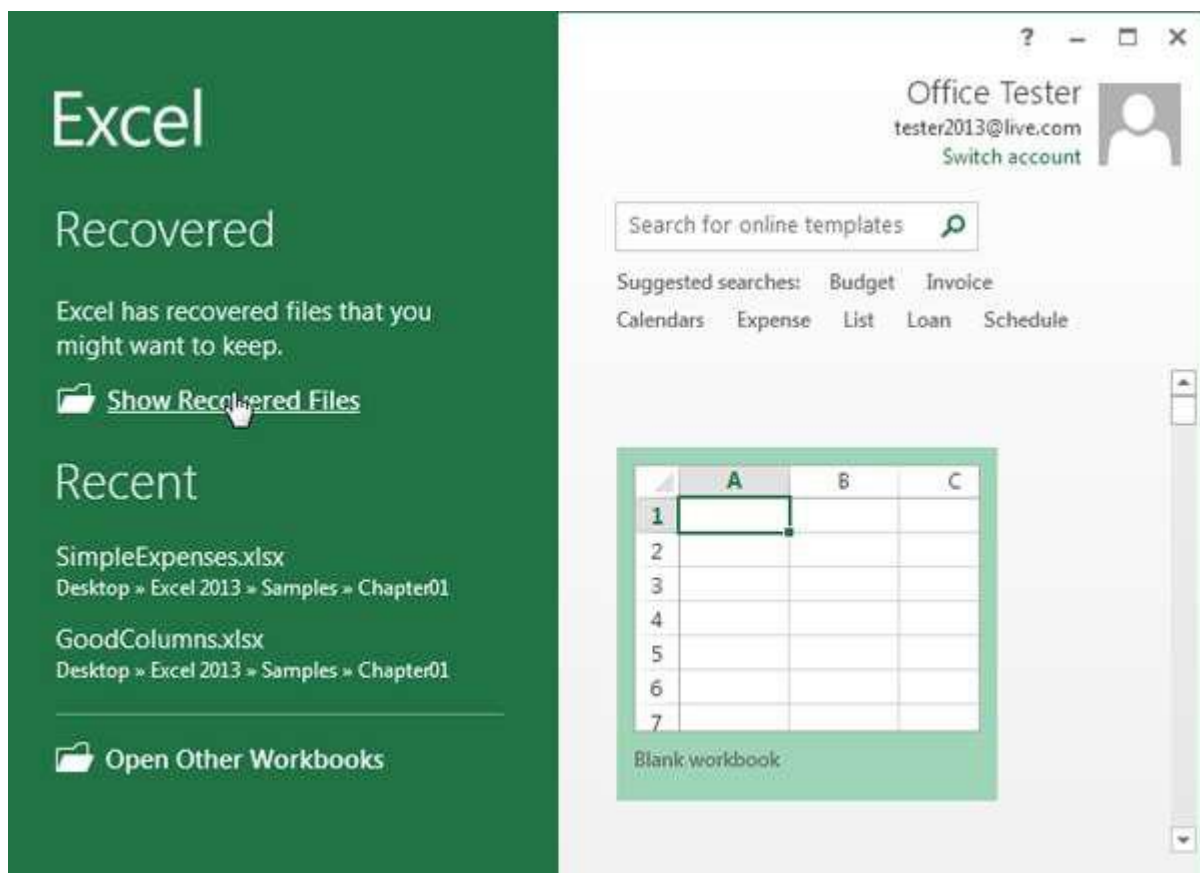 ?
Excel
Office Tester
tester2013@live.com
Switch account
Recovered
Excel has recovered files that you
might want to keep.
Show Recovered Files
Recent
SimpleExpenses.xlsx
Desktop » Excel 2013 » Samples » Chapter01
GoodColumns.xlsx
Desktop » Excel 2013 » Samples » Chapter01
Open Other Workbooks
Search for online templates
Suggested searches: Budget Invoice
Calendars Expense List Loan Schedule
A B C
1
2
3
4
5
6
7
Blank workbook